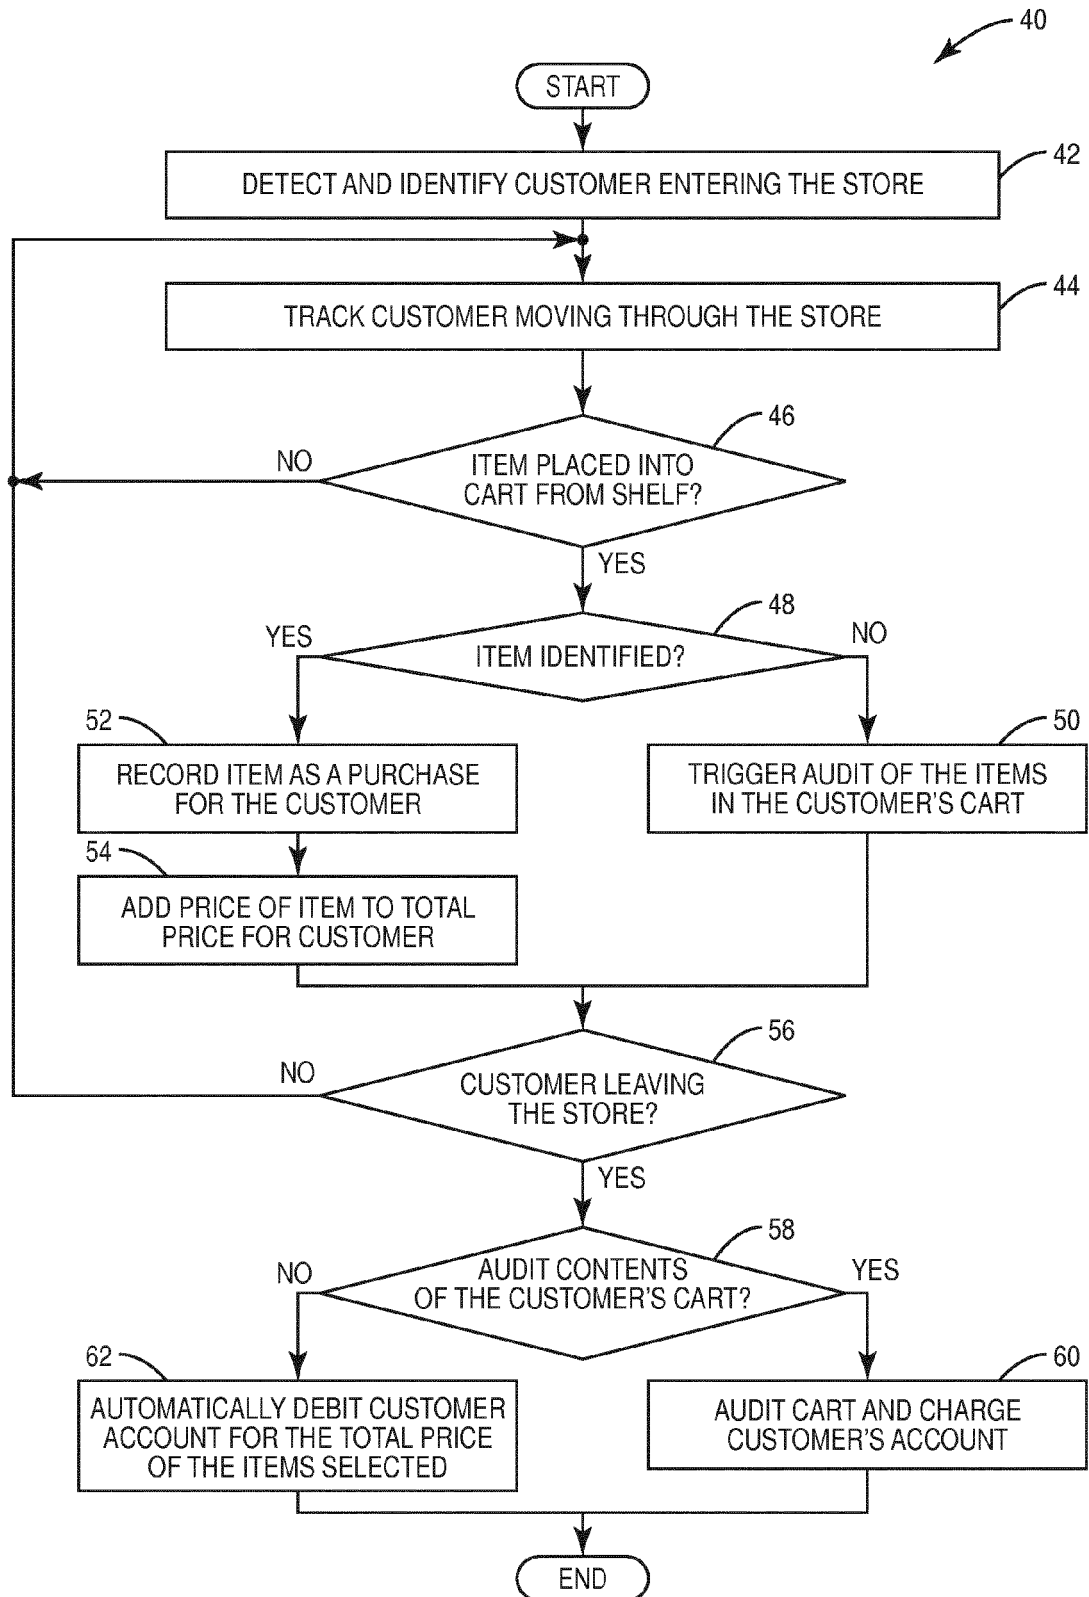 40
START
42
DETECT AND IDENTIFY CUSTOMER ENTERING THE STORE
44
TRACK CUSTOMER MOVING THROUGH THE STORE
46
NO
ITEM PLACED INTO
CART FROM SHELF?
YES
48
YES
NO
ITEM IDENTIFIED?
52
50
RECORD ITEM AS A PURCHASE
FOR THE CUSTOMER
TRIGGER AUDIT OF THE ITEMS
IN THE CUSTOMER'S CART
54
ADD PRICE OF ITEM TO TOTAL
PRICE FOR CUSTOMER
56
NO
CUSTOMER LEAVING
THE STORE?
YES
58
NO
YES
AUDIT CONTENTS
OF THE CUSTOMER'S CART?
62
60
AUTOMATICALLY DEBIT CUSTOMER
ACCOUNT FOR THE TOTAL PRICE
OF THE ITEMS SELECTED
AUDIT CART AND CHARGE
CUSTOMER'S ACCOUNT
END